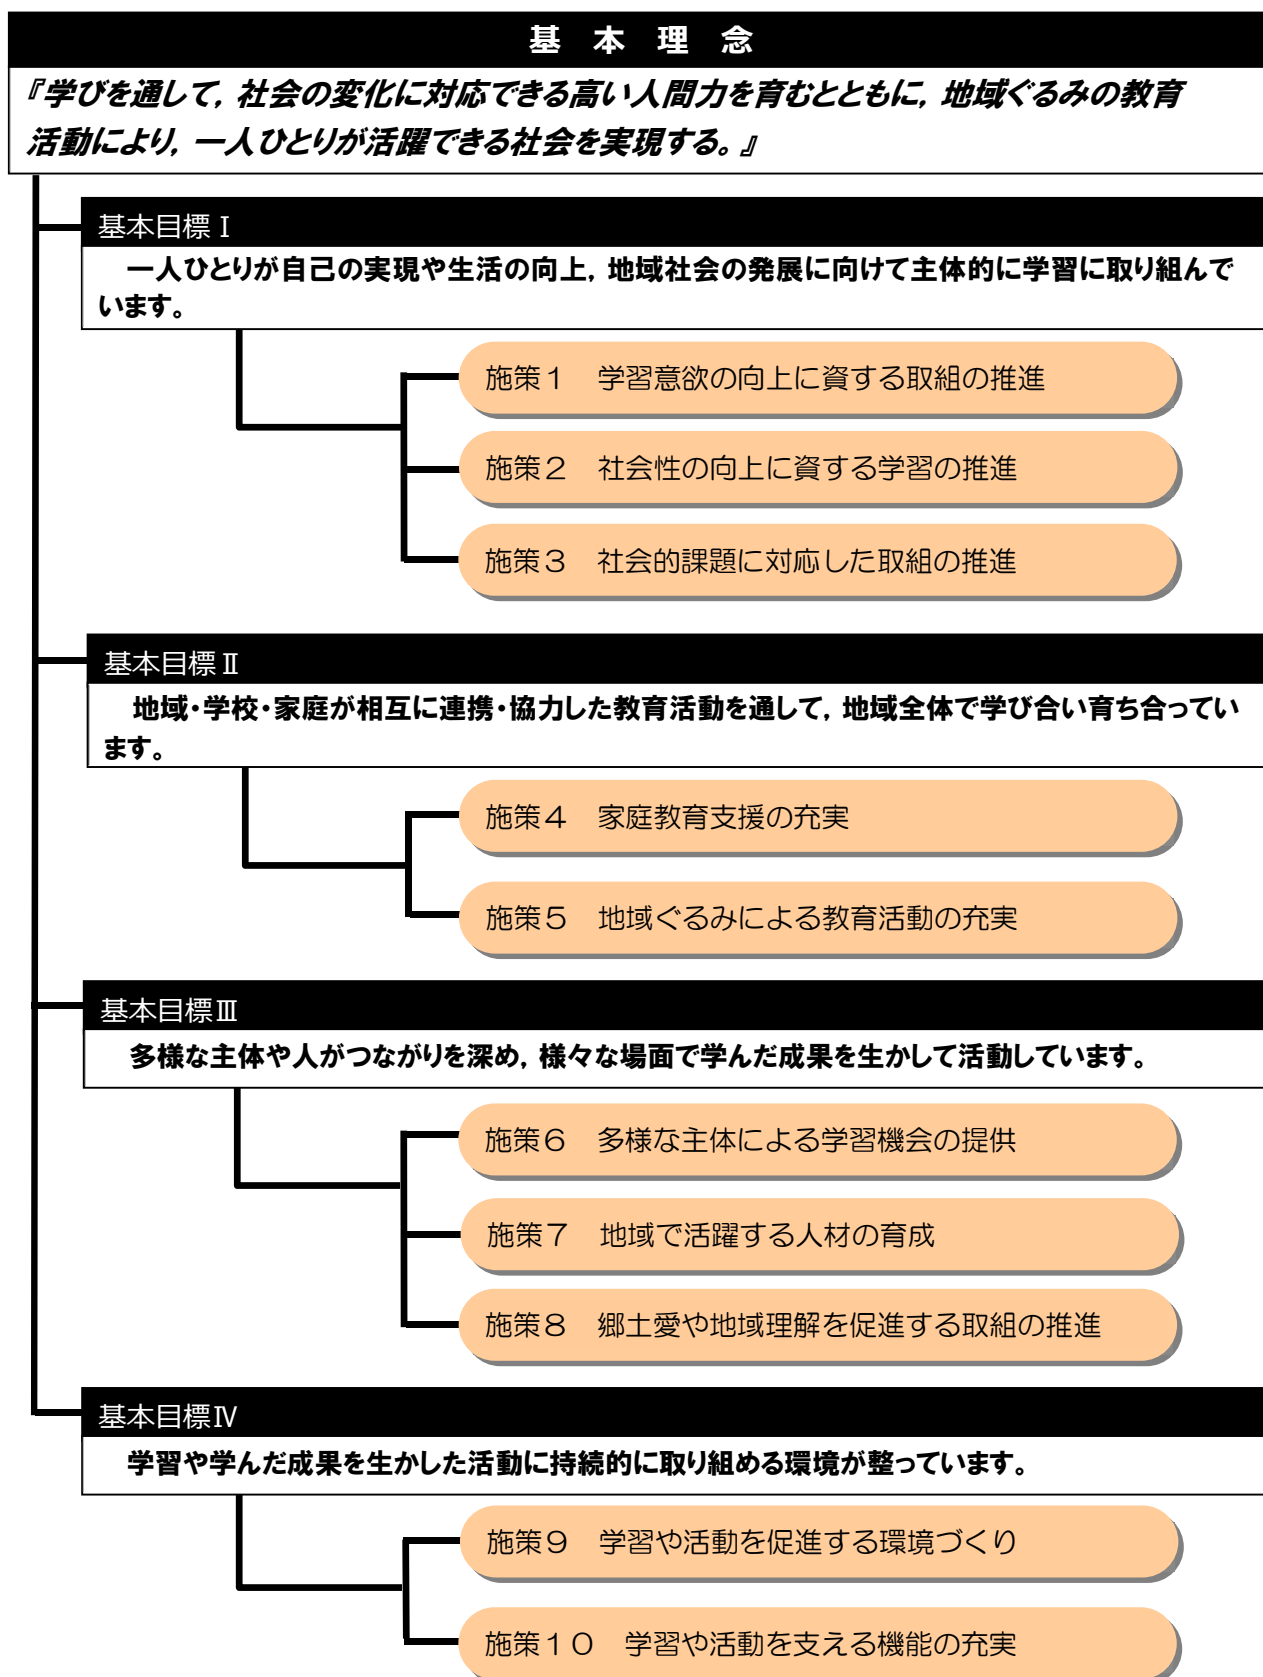 基本理念
『学びを通して，社会の変化に対応できる高い人間力を育むとともに，地域ぐるみの教育
活動により，一人ひとりが活躍できる社会を実現する。』
基本目標Ⅰ
一人ひとりが自己の実現や生活の向上，地域社会の発展に向けて主体的に学習に取り組んで
います。
施策１　学習意欲の向上に資する取組の推進
施策２　社会性の向上に資する学習の推進
施策３　社会的課題に対応した取組の推進
基本目標Ⅱ
地域・学校・家庭が相互に連携・協力した教育活動を通して，地域全体で学び合い育ち合ってい
ます。
施策４　家庭教育支援の充実
施策５　地域ぐるみによる教育活動の充実
基本目標Ⅲ
多様な主体や人がつながりを深め，様々な場面で学んだ成果を生かして活動しています。
施策６　多様な主体による学習機会の提供
施策７　地域で活躍する人材の育成
施策８　郷土愛や地域理解を促進する取組の推進
基本目標Ⅳ
学習や学んだ成果を生かした活動に持続的に取り組める環境が整っています。
施策９　学習や活動を促進する環境づくり
施策１０　学習や活動を支える機能の充実